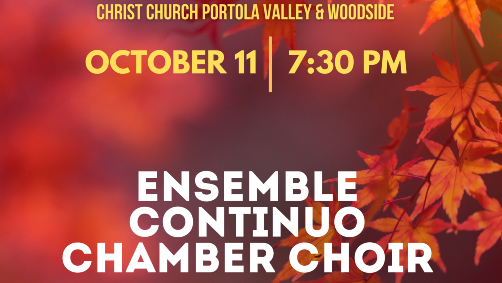 CHRIST CHURCH PORTOLA VALLEY & WOODSIDE
OCTOBER 11 | 7:30 PM
ENSEMBLE
CONTINUO
CHAMBER CHOIR